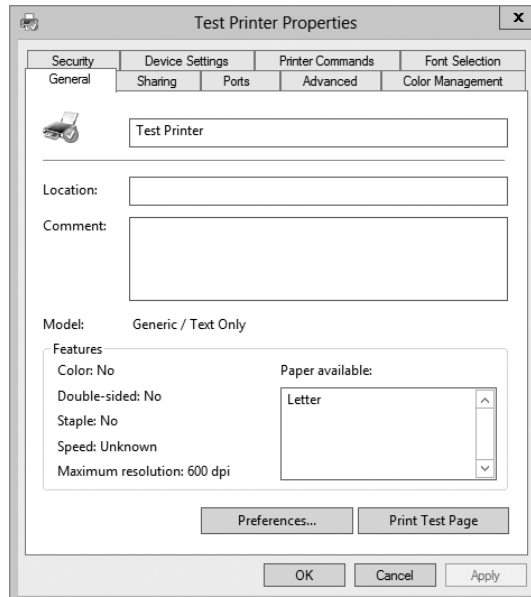 Test Printer Properties
x
Security Device Settings Printer Commands Font Selection
General Sharing Ports Advanced Color Management
Test Printer
Location:
Comment:
Model: Generic / Text Only
Features
Color: No
Paper available:
Double-sided: No
Letter
Staple: No
Speed: Unknown
Maximum resolution: 600 dpi
Preferences... Print Test Page
OK Cancel Apply